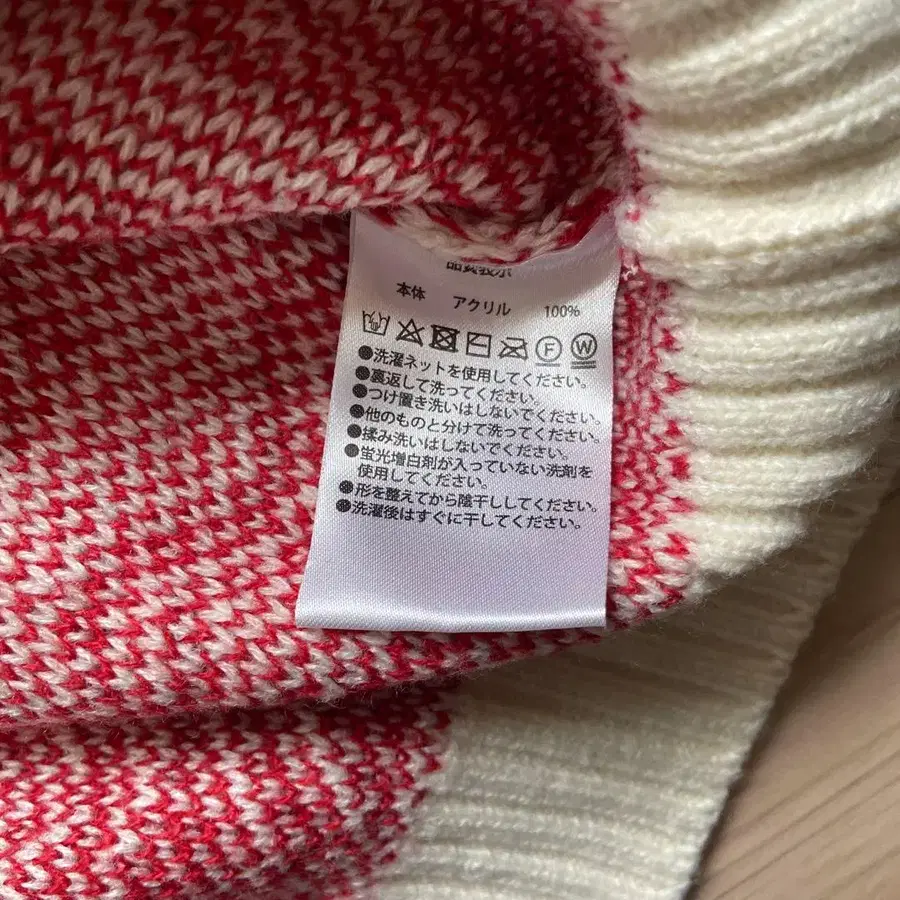 品質表示
本体 アクリル 100%
F W
●洗濯ネットを使用してください。
●裏返して洗ってください。
●つけ置き洗いはしないでください。
●他のものと分けて洗ってください。
●揉み洗いはしないでください。
●蛍光増白剤が入っていない洗剤を
使用してください。
●形を整えてから陰干ししてください。
●洗濯後はすぐに干してください。